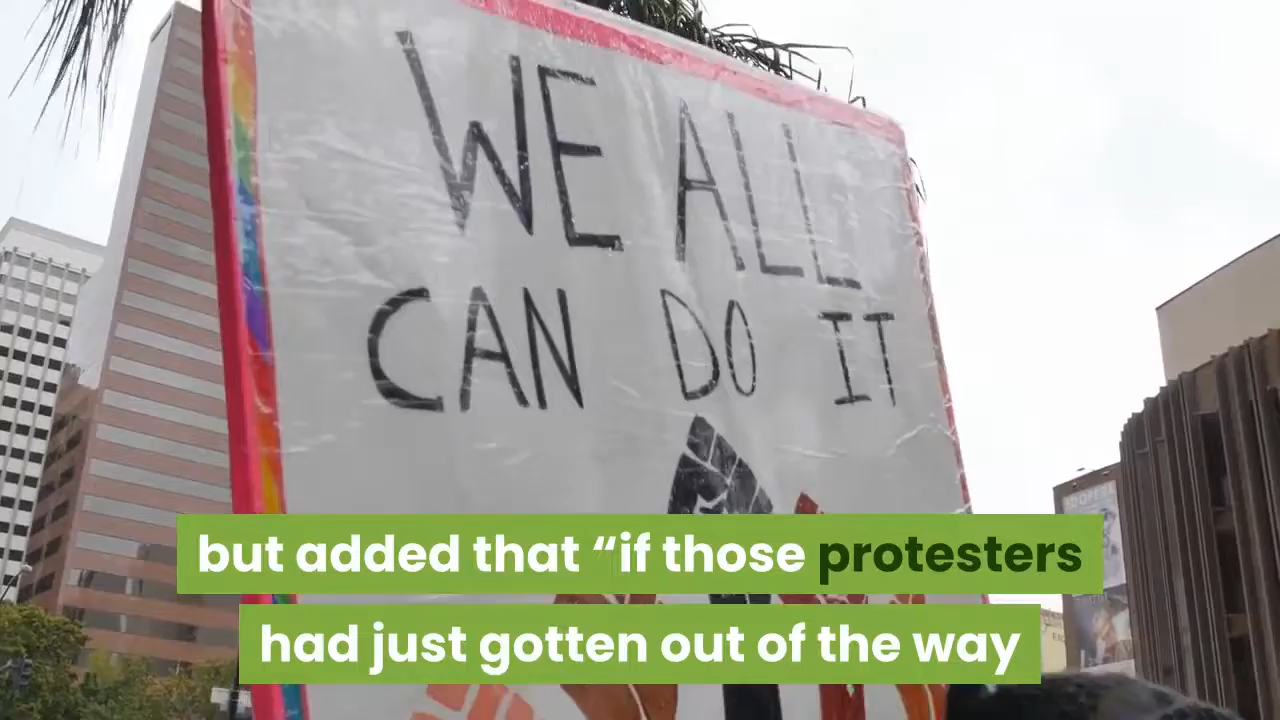 WE ALL
CAN DO IT
but added that “if those protesters
had just gotten out of the way